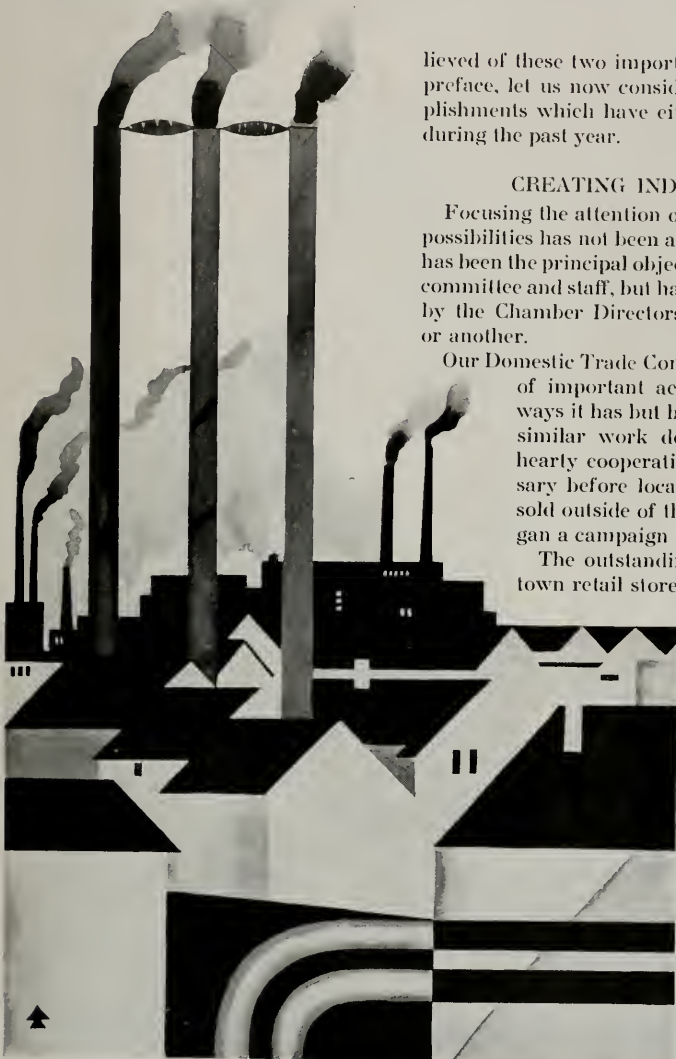 lieved of these two import
preface, let us now consid
plishments which have ei
during the past year.
CREATING IND
Focusing the attention o
possibilities has not been a
has been the principal objec
committee and staff, but ha
by the Chamber Directors
or another.
Our Domestic Trade Con
of important ac
ways it has but b
similar work de
hearty cooperati
sary before loca
sold outside of th
gan a campaign
The outstandi
town retail store